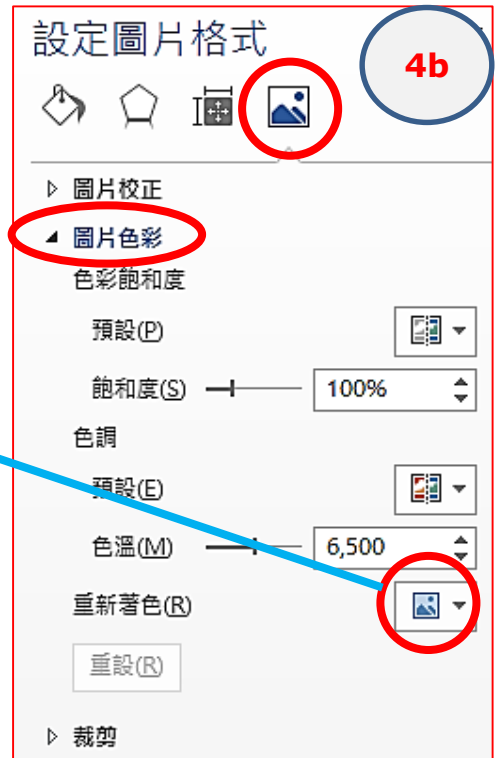 設定圖片格式
4b
圖片校正
圖片色彩
色彩飽和度
預設(P)
飽和度(S) 100%
色調
預設(E)
色溫(M) 6,500
重新著色(R)
重設(R)
裁剪